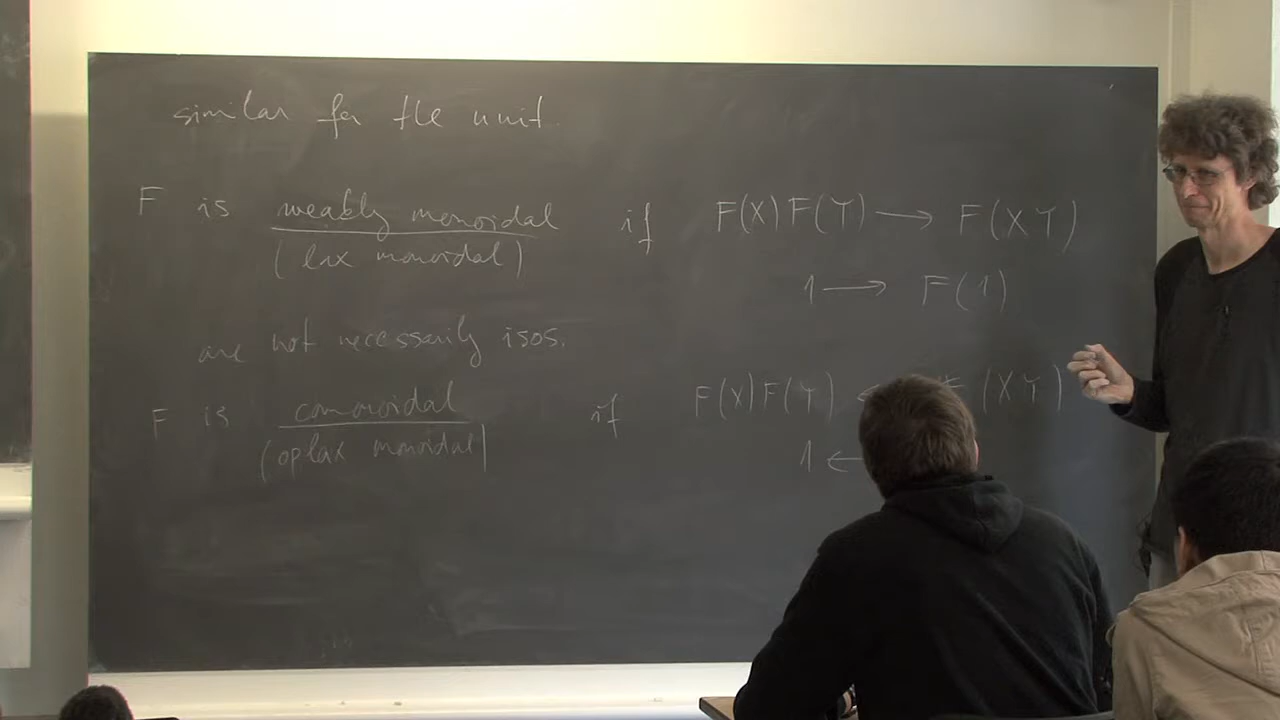 similar for the unit.
F is weakly monoidal if F(X)F(Y) → F(XY)
(lax monoidal) 1 → F(1)
are not necessarily isos.
F is comonoidal if F(X)F(Y) ← F(XY)
(oplax monoidal) 1 ←